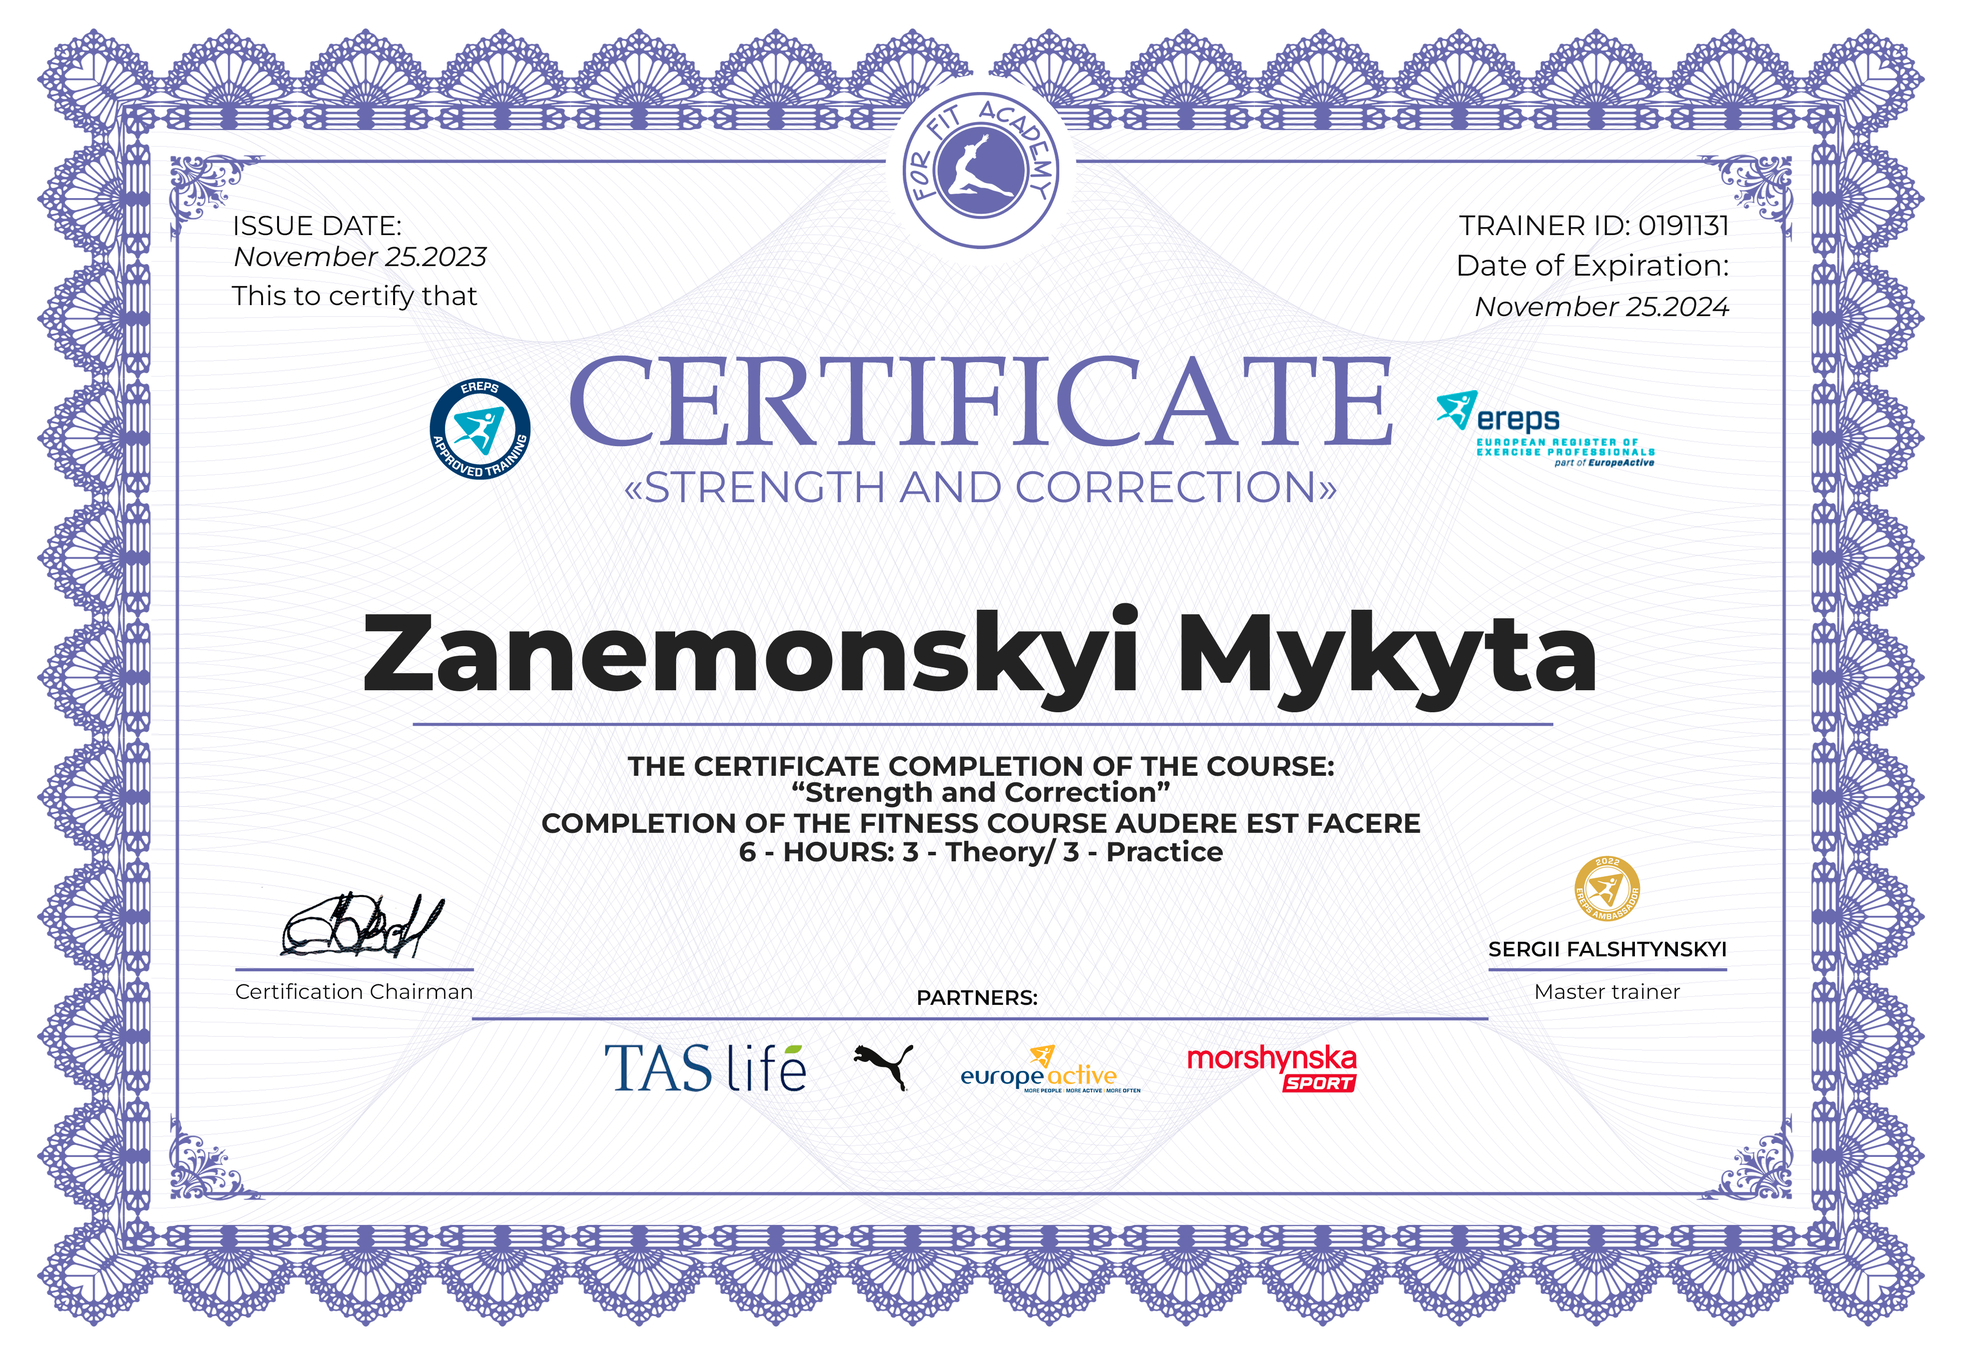 FOR FIT ACADEMY
ISSUE DATE:
November 25.2023
This to certify that
TRAINER ID: 0191131
Date of Expiration:
November 25.2024
EREPS
APPROVED TRAINING
CERTIFICATE
«STRENGTH AND CORRECTION»
ereps
EUROPEAN REGISTER OF
EXERCISE PROFESSIONALS
part of EuropeActive
Zanemonskyi Mykyta
THE CERTIFICATE COMPLETION OF THE COURSE:
“Strength and Correction”
COMPLETION OF THE FITNESS COURSE AUDERE EST FACERE
6 - HOURS: 3 - Theory/ 3 - Practice
2022
EREPS AMBASSADOR
SERGII FALSHTYNSKYI
Certification Chairman
Master trainer
PARTNERS:
TAS life
europeactive
MORE PEOPLE | MORE ACTIVE | MORE OFTEN
morshynska
SPORT